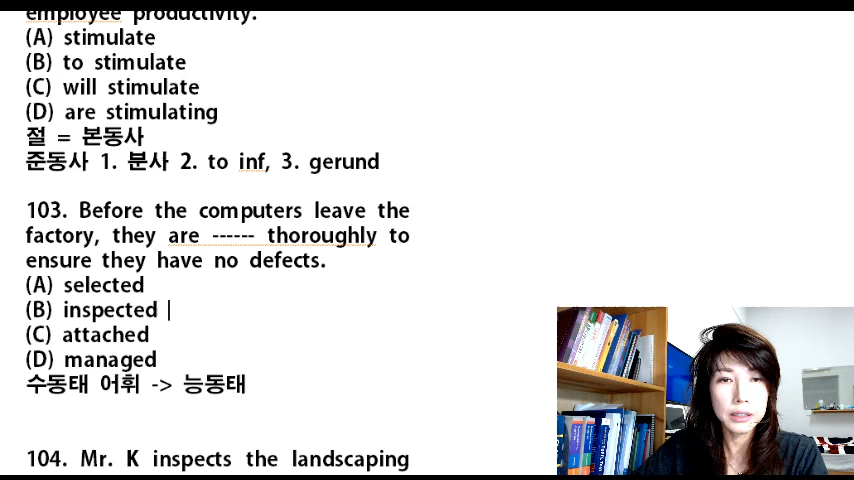 employee productivity.
(A) stimulate
(B) to stimulate
(C) will stimulate
(D) are stimulating
절 = 본동사
준동사 1. 분사 2. to inf, 3. gerund
103. Before the computers leave the
factory, they are ------ thoroughly to
ensure they have no defects.
(A) selected
(B) inspected
(C) attached
(D) managed
수동태 어휘 -> 능동태
104. Mr. K inspects the landscaping